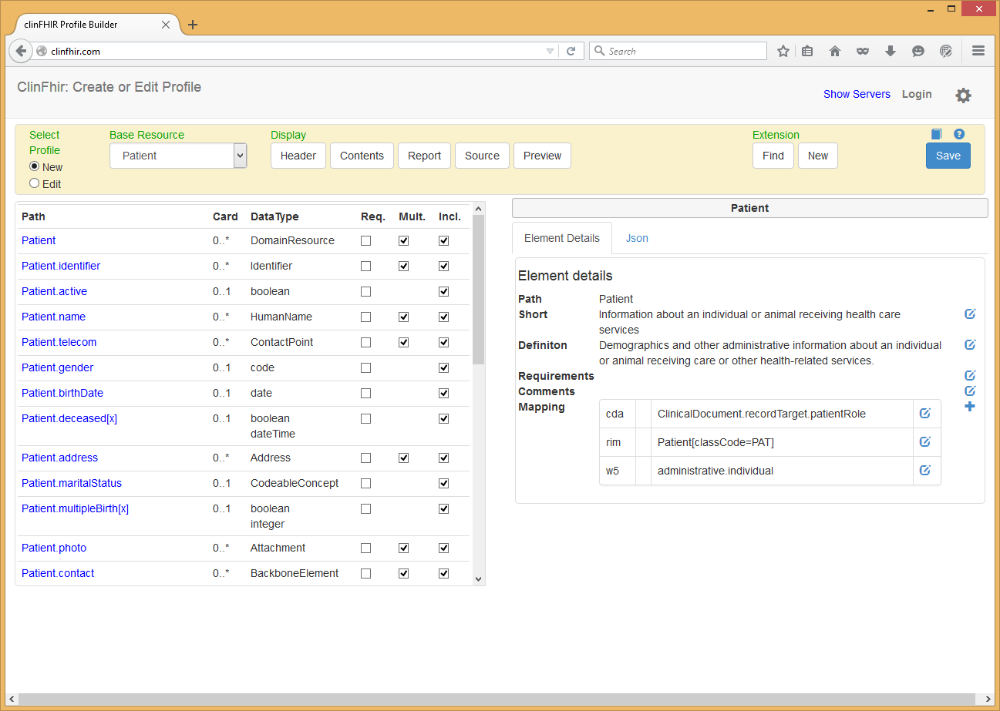 clinFHIR Profile Builder
clinfhir.com
Search
ClinFhir: Create or Edit Profile
Show Servers Login
Select Profile
New
Edit
Base Resource
Patient
Display
Header Contents Report Source Preview
Extension
Find New
Save
Path Card DataType Req. Mult. Incl.
Patient 0..* DomainResource
Patient.identifier 0..* Identifier
Patient.active 0..1 boolean
Patient.name 0..* HumanName
Patient.telecom 0..* ContactPoint
Patient.gender 0..1 code
Patient.birthDate 0..1 date
Patient.deceased[x] 0..1 boolean
dateTime
Patient.address 0..* Address
Patient.maritalStatus 0..1 CodeableConcept
Patient.multipleBirth[x] 0..1 boolean
integer
Patient.photo 0..* Attachment
Patient.contact 0..* BackboneElement
Patient
Element Details Json
Element details
Path Patient
Short Information about an individual or animal receiving health care
services
Definiton Demographics and other administrative information about an individual
or animal receiving care or other health-related services.
Requirements
Comments
Mapping
cda ClinicalDocument.recordTarget.patientRole
rim Patient[classCode=PAT]
w5 administrative.individual